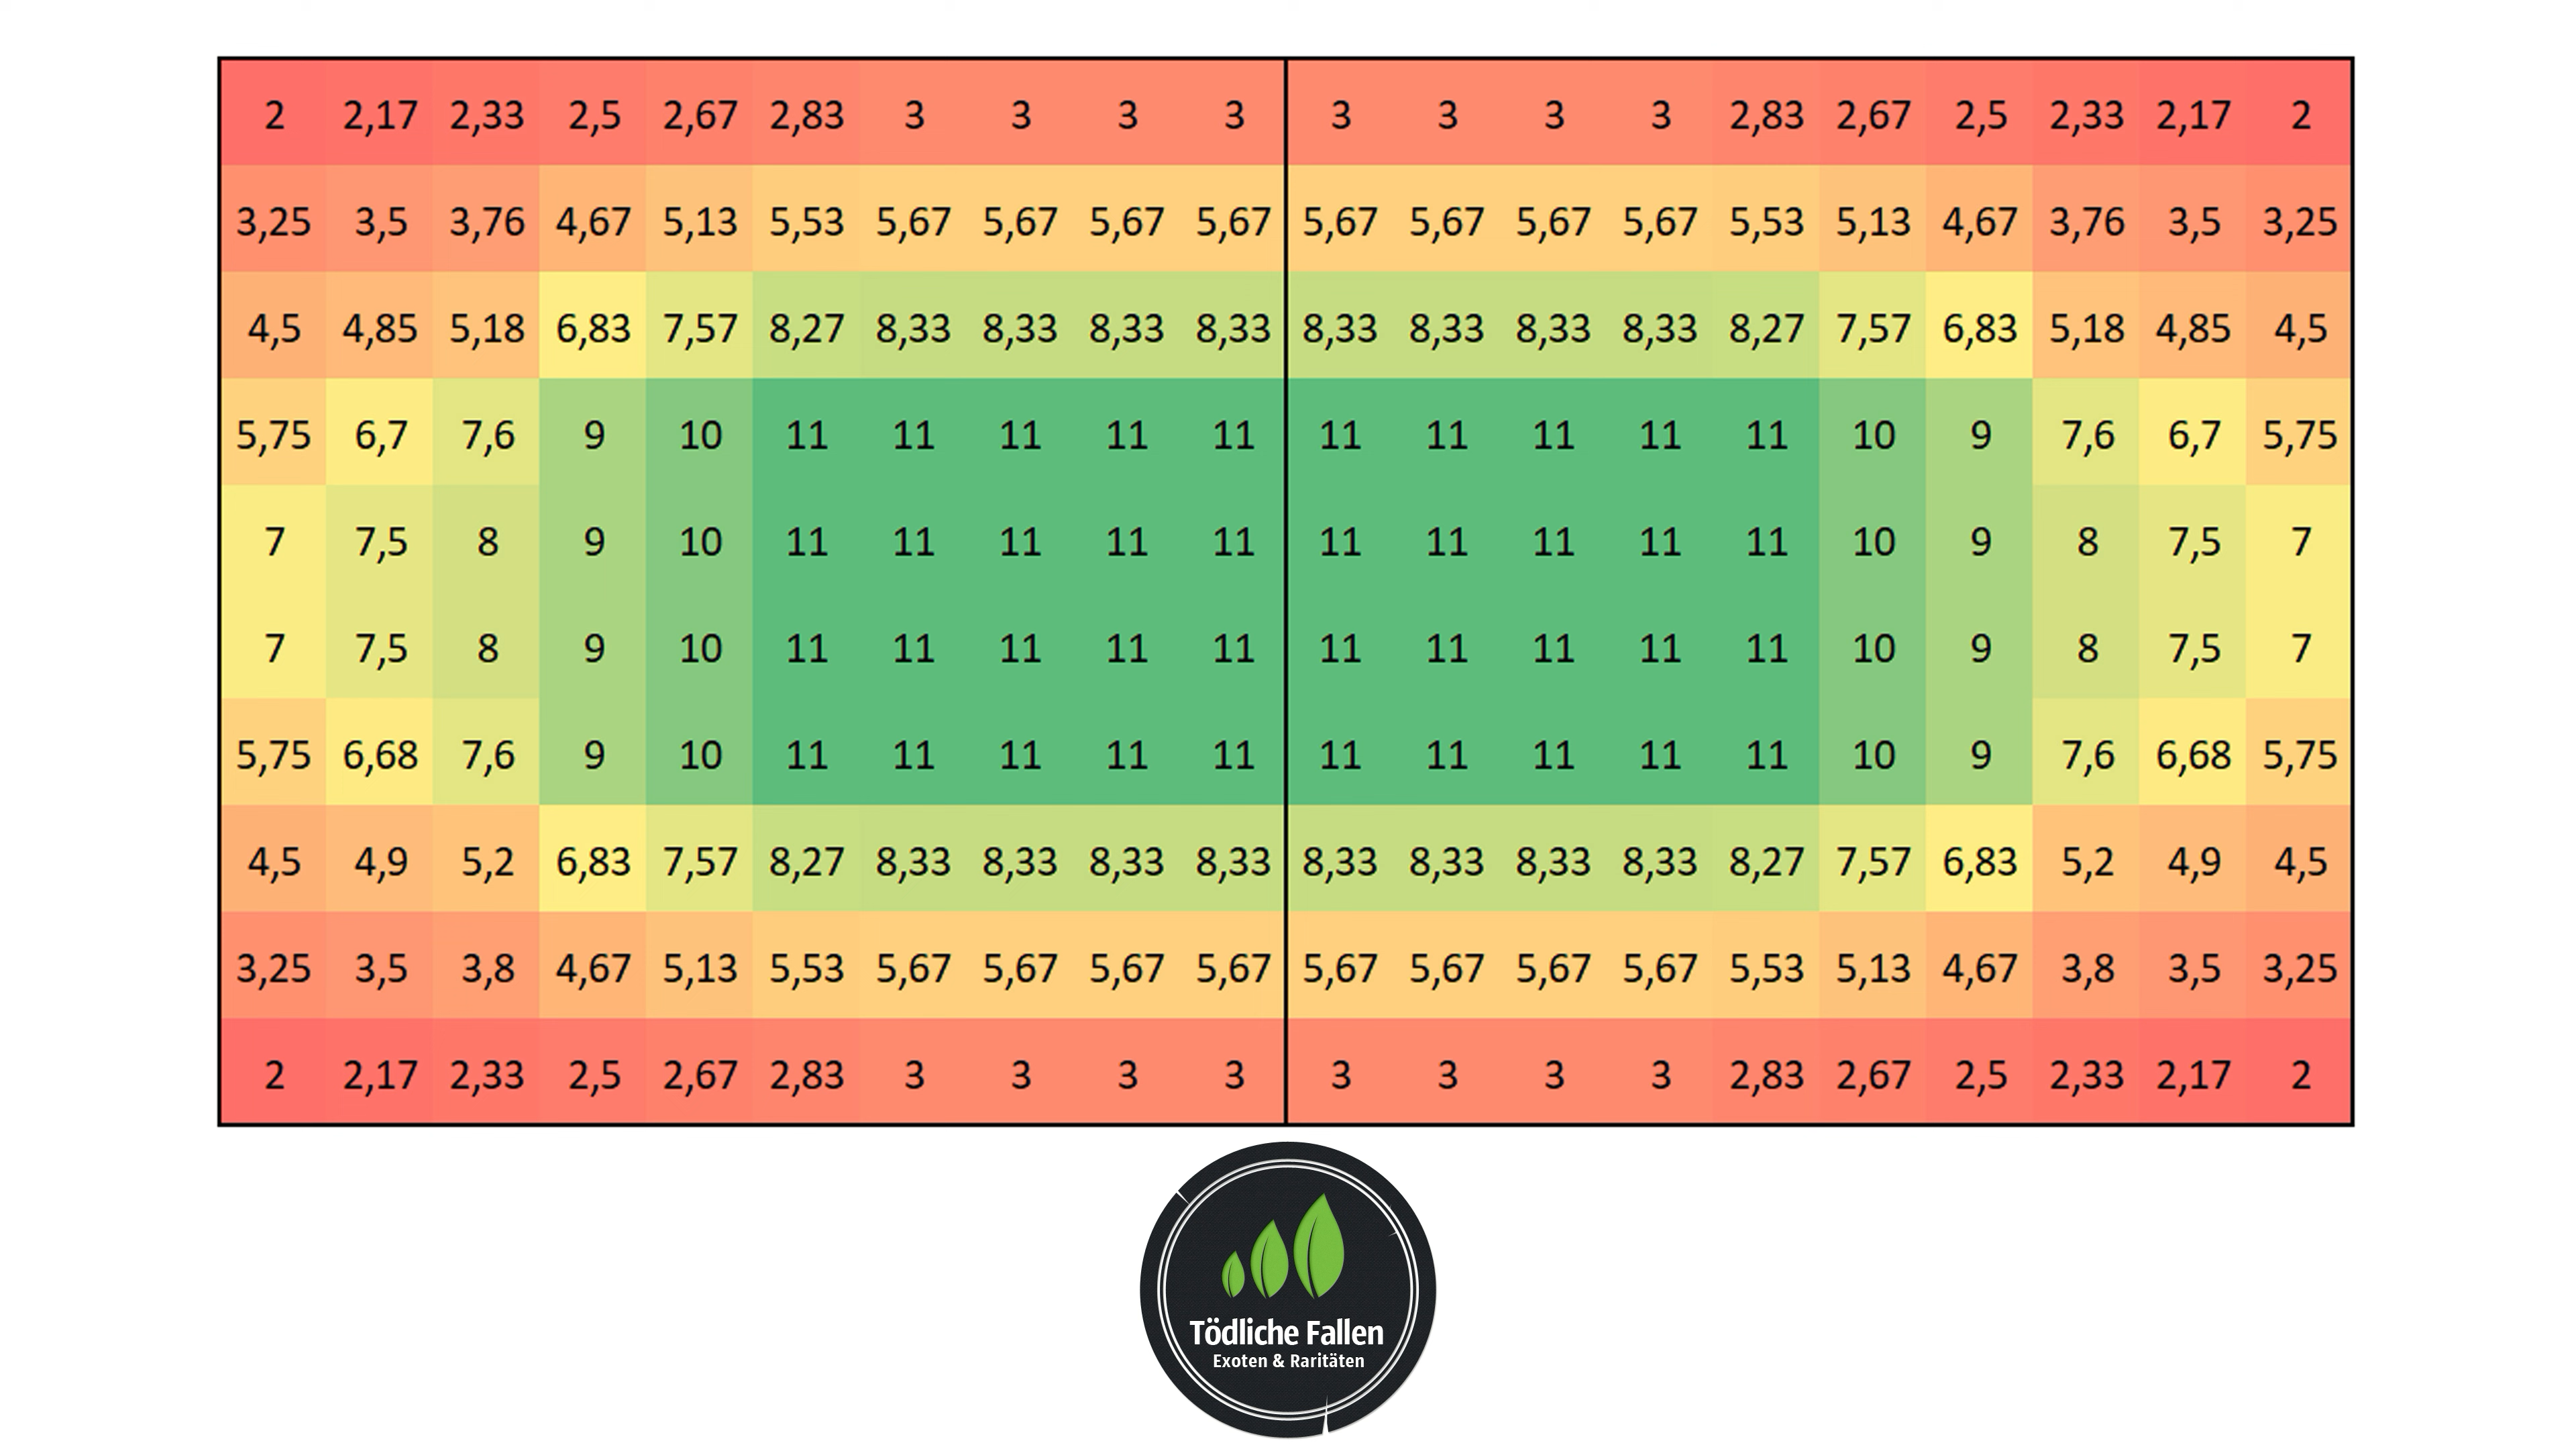 2 2,17 2,33 2,5 2,67 2,83 3 3 3 3 3 3 3 3 2,83 2,67 2,5 2,33 2,17 2
3,25 3,5 3,76 4,67 5,13 5,53 5,67 5,67 5,67 5,67 5,67 5,67 5,67 5,67 5,53 5,13 4,67 3,76 3,5 3,25
4,5 4,85 5,18 6,83 7,57 8,27 8,33 8,33 8,33 8,33 8,33 8,33 8,33 8,33 8,27 7,57 6,83 5,18 4,85 4,5
5,75 6,7 7,6 9 10 11 11 11 11 11 11 11 11 11 11 10 9 7,6 6,7 5,75
7 7,5 8 9 10 11 11 11 11 11 11 11 11 11 11 10 9 8 7,5 7
7 7,5 8 9 10 11 11 11 11 11 11 11 11 11 11 10 9 8 7,5 7
5,75 6,68 7,6 9 10 11 11 11 11 11 11 11 11 11 11 10 9 7,6 6,68 5,75
4,5 4,9 5,2 6,83 7,57 8,27 8,33 8,33 8,33 8,33 8,33 8,33 8,33 8,33 8,27 7,57 6,83 5,2 4,9 4,5
3,25 3,5 3,8 4,67 5,13 5,53 5,67 5,67 5,67 5,67 5,67 5,67 5,67 5,67 5,53 5,13 4,67 3,8 3,5 3,25
2 2,17 2,33 2,5 2,67 2,83 3 3 3 3 3 3 3 3 2,83 2,67 2,5 2,33 2,17 2
Tödliche Fallen
Exoten & Raritäten